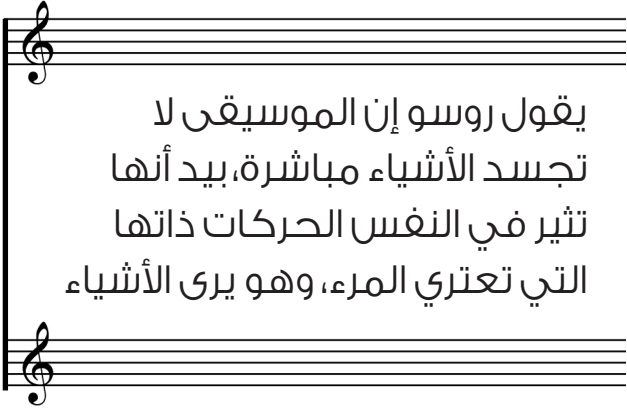 يقول روسو إن الموسيقى لا
تجسد الأشياء مباشرة، بيد أنها
تثير في النفس الحركات ذاتها
التي تعتري المرء، وهو يرى الأشياء